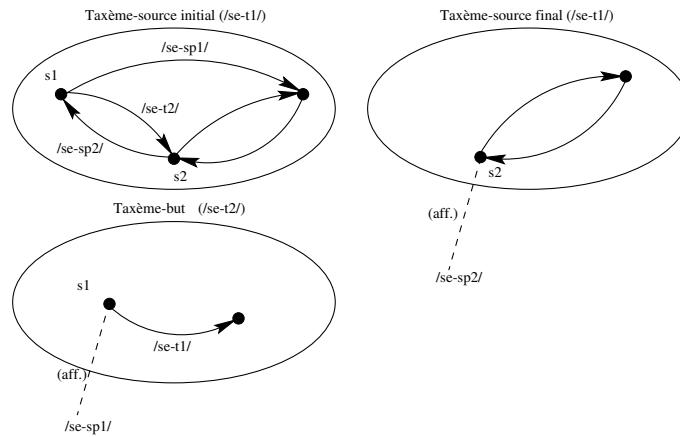 Taxème-source initial (/se-t1/)
/se-sp1/
s1
/se-t2/
/se-sp2/
s2
Taxème-source final (/se-t1/)
s2
(aff.)
/se-sp2/
Taxème-but (/se-t2/)
s1
/se-t1/
(aff.)
/se-sp1/